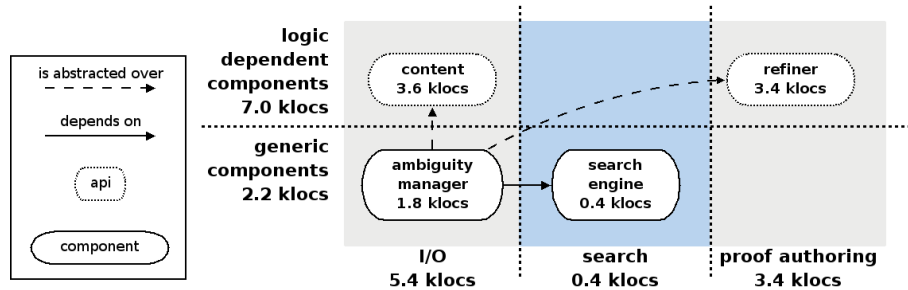 is abstracted over
depends on
api
component
logic
dependent
components
7.0 klocs
generic
components
2.2 klocs
content
3.6 klocs
refiner
3.4 klocs
ambiguity
manager
1.8 klocs
search
engine
0.4 klocs
I/O
5.4 klocs
search
0.4 klocs
proof authoring
3.4 klocs